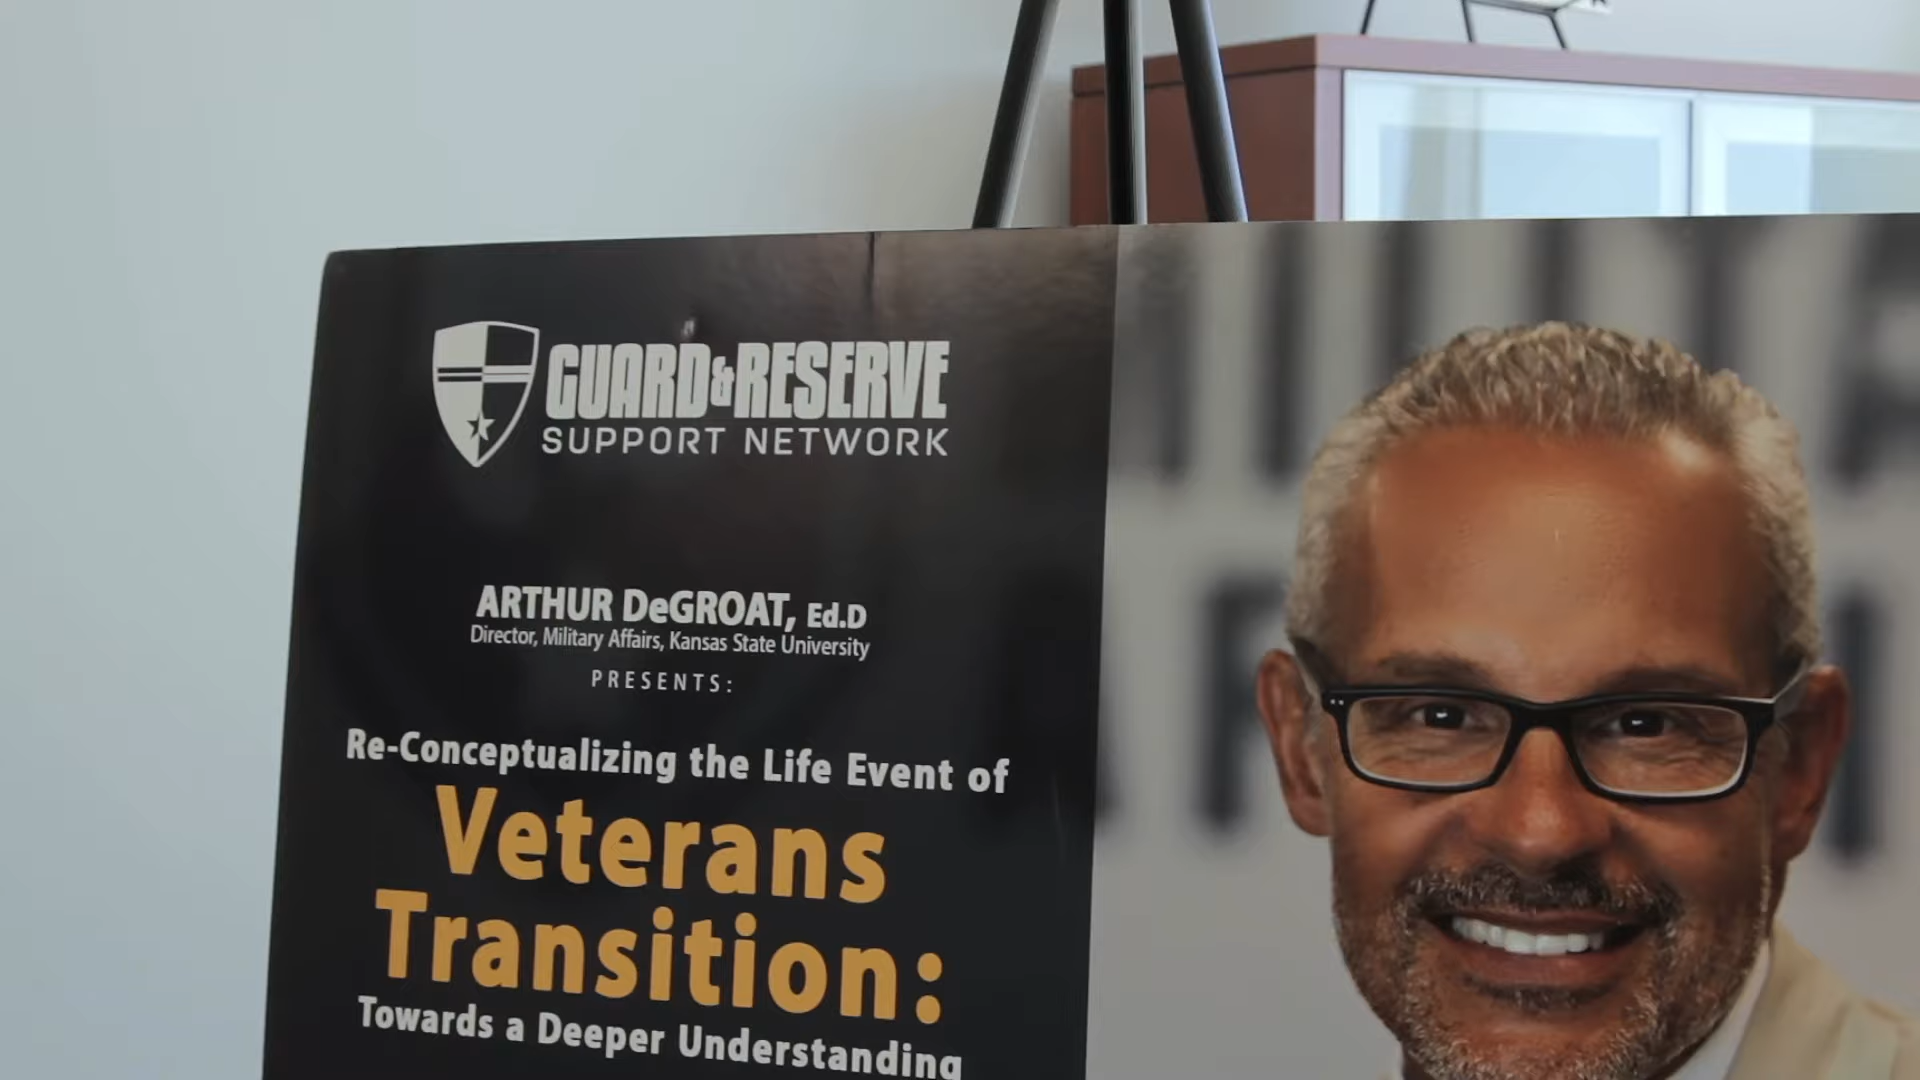 GUARD&RESERVE
SUPPORT NETWORK
ARTHUR DeGROAT, Ed.D
Director, Military Affairs, Kansas State University
PRESENTS:
Re-Conceptualizing the Life Event of
Veterans
Transition:
Towards a Deeper Understanding